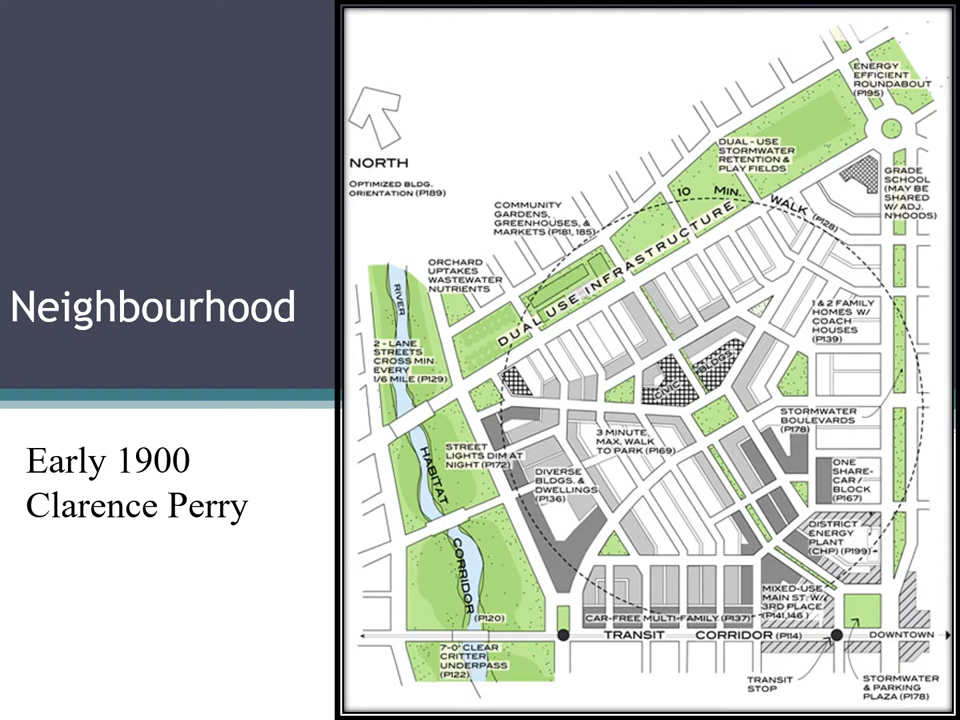 Neighbourhood
Early 1900
Clarence Perry
NORTH
OPTIMIZED BLDG.
ORIENTATION (P189)
ENERGY
EFFICIENT
ROUNDABOUT
(P195)
DUAL - USE
STORMWATER
RETENTION &
PLAY FIELDS
GRADE
SCHOOL
(MAY BE
SHARED
W/ ADJ.
N'HOODS)
10 MIN. WALK (P128)
COMMUNITY
GARDENS,
GREENHOUSES, &
MARKETS (P181, 185)
DUAL USE INFRASTRUCTURE
ORCHARD
UPTAKES
WASTEWATER
NUTRIENTS
RIVER
2 - LANE
STREETS
CROSS MIN.
EVERY
1/6 MILE (P129)
1 & 2 FAMILY
HOMES W/
COACH
HOUSES
(P139)
CIVIC BLDGS
STORMWATER
BOULEVARDS
(P178)
3 MINUTE,
MAX, WALK
TO PARK (P169)
STREET
LIGHTS DIM AT
NIGHT (P172)
DIVERSE
BLDGS. &
DWELLINGS
(P136)
ONE
SHARE-
CAR /
BLOCK
(P167)
HABITAT
CORRIDOR
(P120)
DISTRICT
ENERGY
PLANT
(CHP) (P199)
MIXED-USE
MAIN ST. W/
3RD PLACE
(P141,146)
CAR-FREE MULTI-FAMILY (P137)
TRANSIT CORRIDOR (P114)
DOWNTOWN
7-0' CLEAR
CRITTER
UNDERPASS
(P122)
TRANSIT
STOP
STORMWATER
& PARKING
PLAZA (P178)